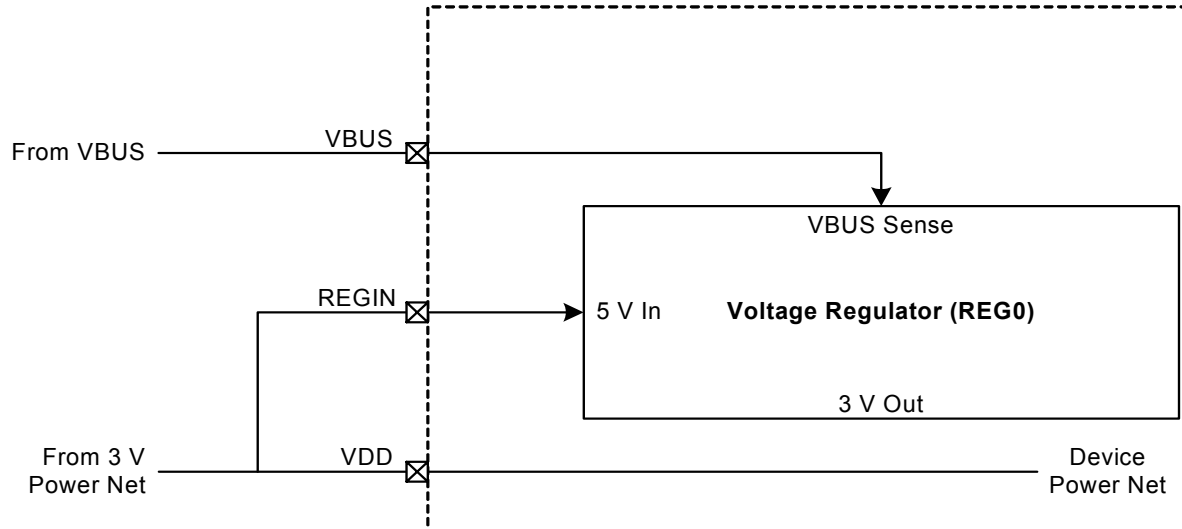 VBUS
From VBUS
VBUS Sense
REGIN
5 V In
Voltage Regulator (REG0)
3 V Out
From 3 V
Power Net
VDD
Device
Power Net